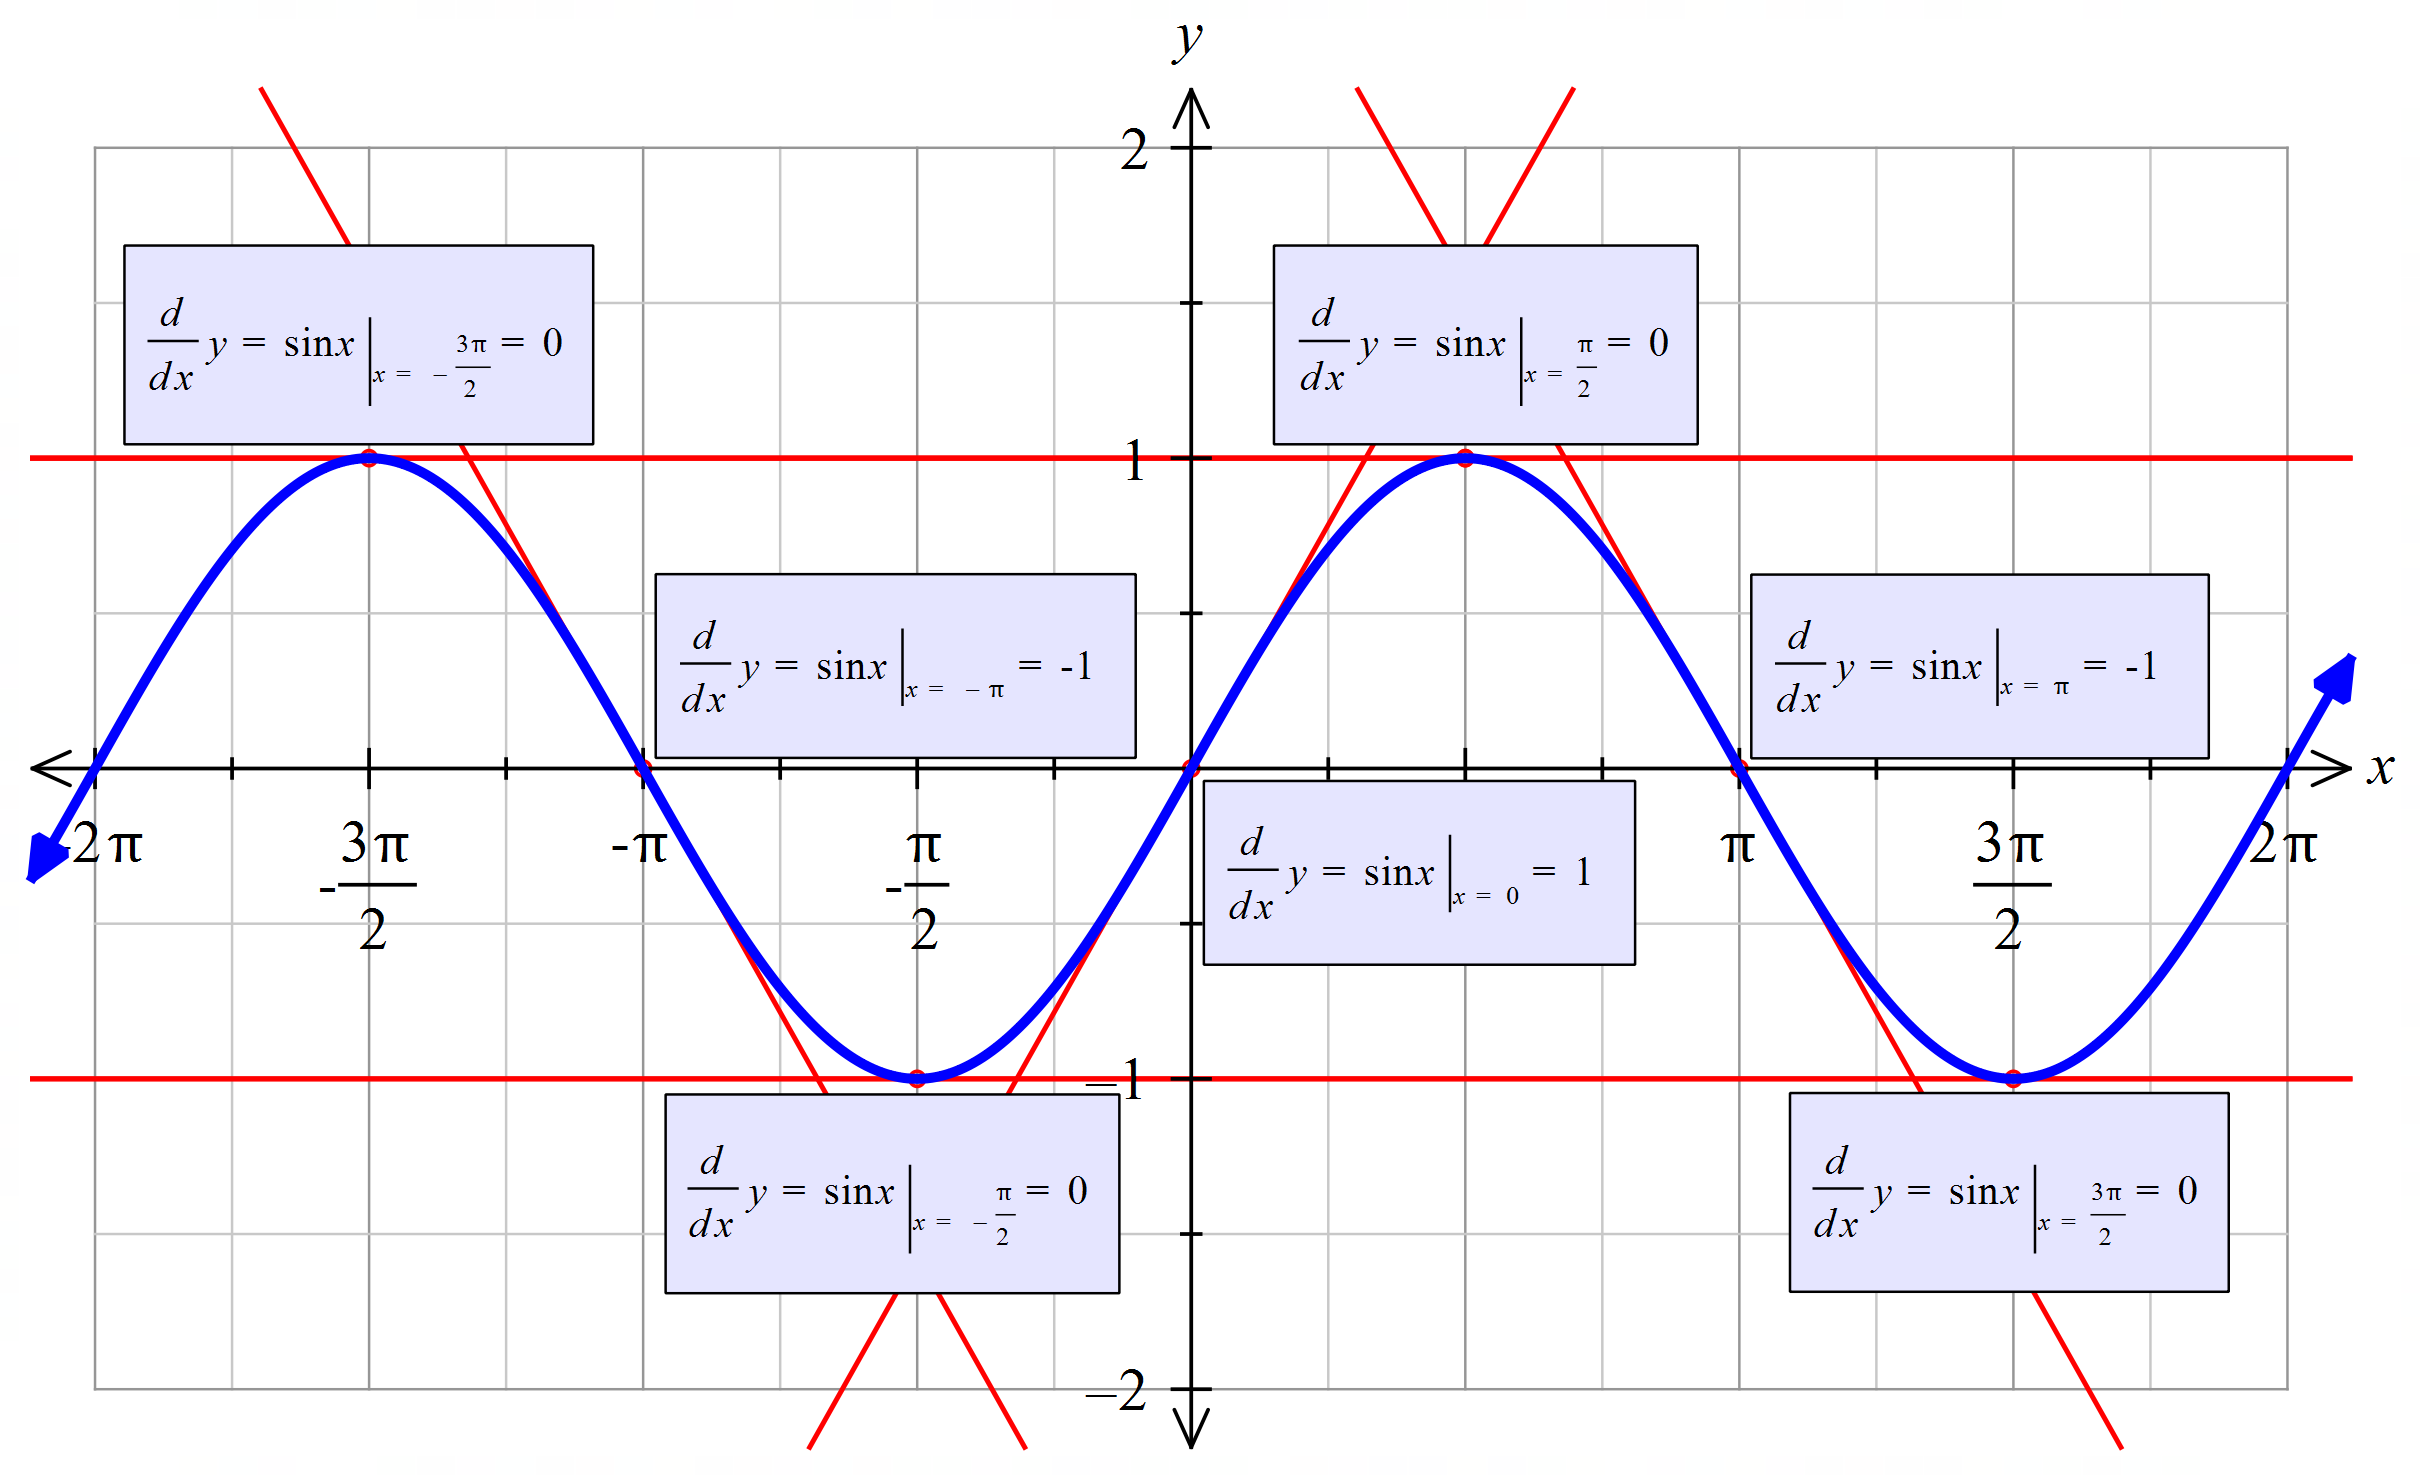 y
2
d/dx y = sinx |x = -3π/2 = 0
d/dx y = sinx |x = π/2 = 0
1
d/dx y = sinx |x = -π = -1
d/dx y = sinx |x = π = -1
x
-2π
-3π/2
-π
-π/2
π
3π/2
2π
d/dx y = sinx |x = 0 = 1
−1
d/dx y = sinx |x = -π/2 = 0
d/dx y = sinx |x = 3π/2 = 0
−2